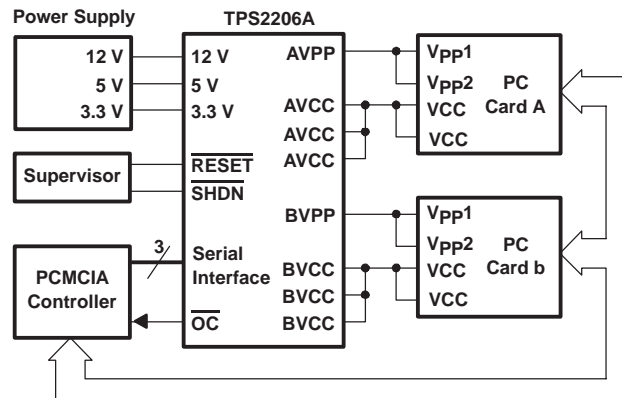 Power Supply
TPS2206A
12 V
5 V
3.3 V
12 V
5 V
3.3 V
AVPP
AVCC
AVCC
AVCC
VPP1
VPP2
VCC
VCC
PC
Card A
Supervisor
RESET
SHDN
BVPP
BVCC
BVCC
BVCC
VPP1
VPP2
VCC
VCC
PC
Card b
PCMCIA
Controller
3
Serial
Interface
OC